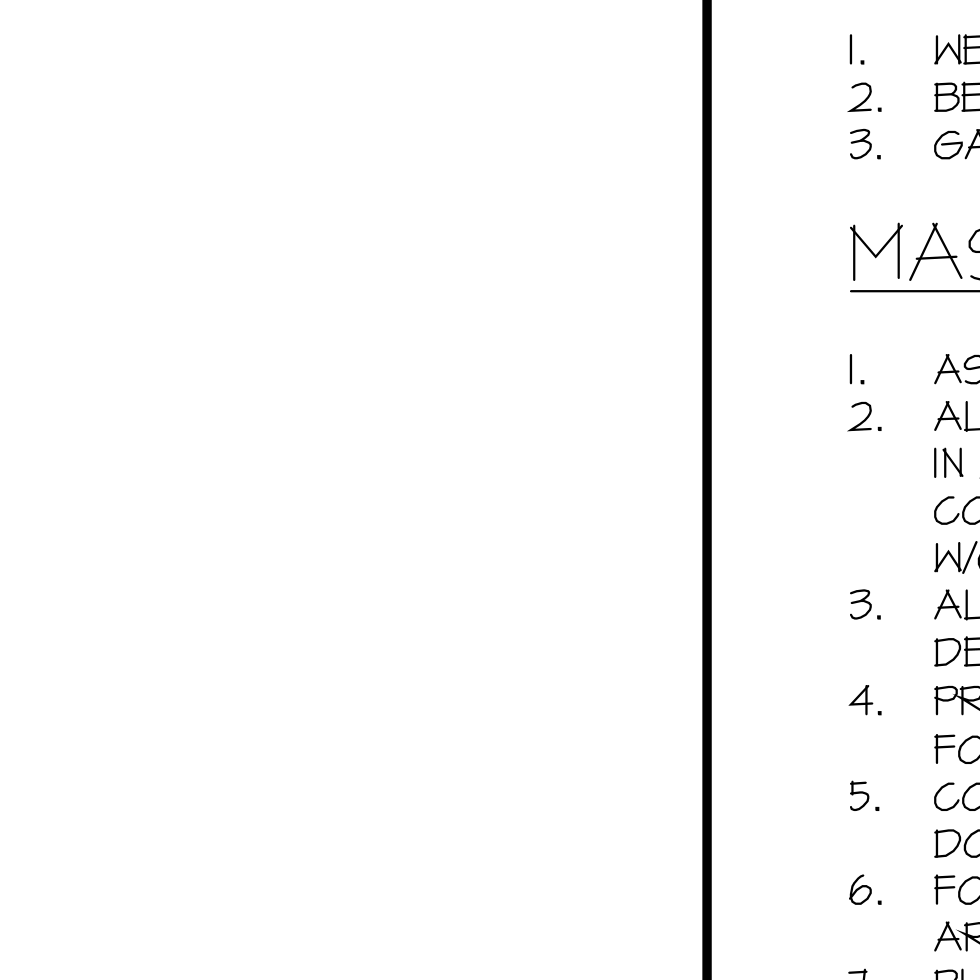 1. WE
2. BE
3. GA
MAS
1. AS
2. AL
IN
CO
W/
3. AL
DE
4. PR
FO
5. CO
DO
6. FO
AR